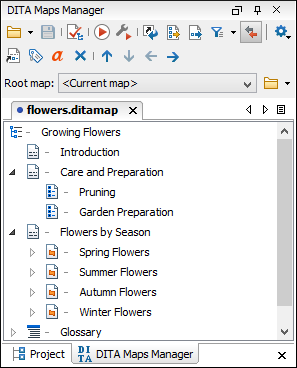 DITA Maps Manager
Root map: <Current map>
flowers.ditamap
Growing Flowers
Introduction
Care and Preparation
Pruning
Garden Preparation
Flowers by Season
Spring Flowers
Summer Flowers
Autumn Flowers
Winter Flowers
Glossary
Project DITA DITA Maps Manager